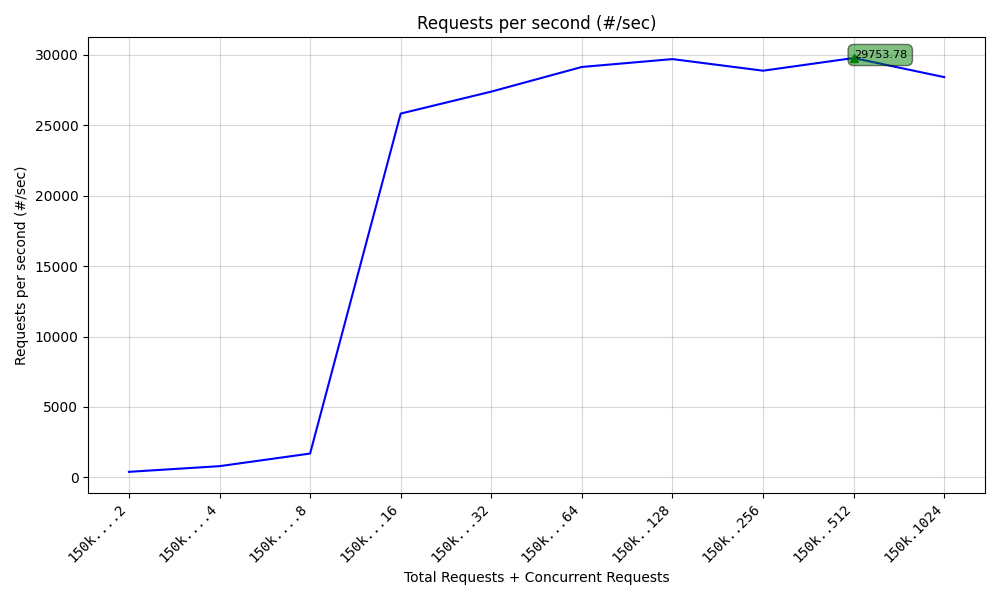 Requests per second (#/sec)
Requests per second (#/sec)
30000
25000
20000
15000
10000
5000
0
29753.78
150k....2
150k....4
150k....8
150k...16
150k...32
150k...64
150k..128
150k..256
150k..512
150k.1024
Total Requests + Concurrent Requests